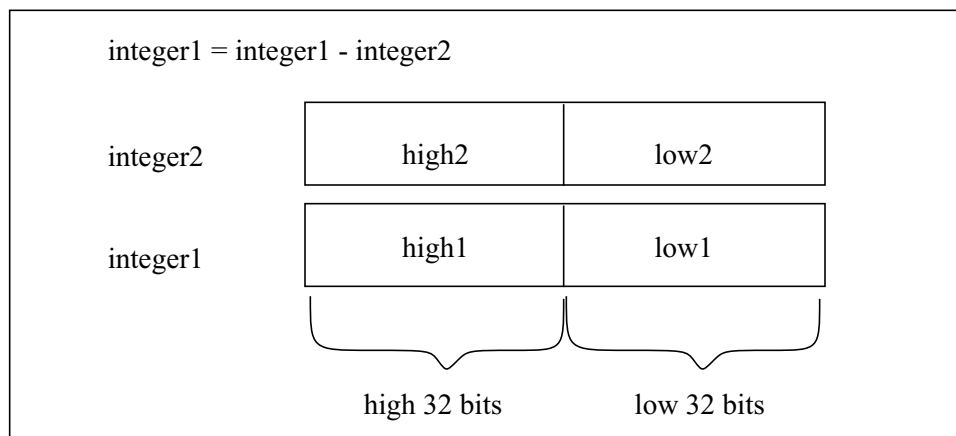 integer1 = integer1 - integer2
integer2 high2 low2
integer1 high1 low1
high 32 bits low 32 bits